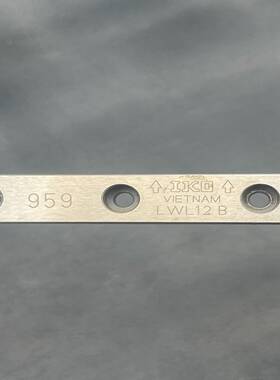 959
IKO
VIETNAM
LWL12 B